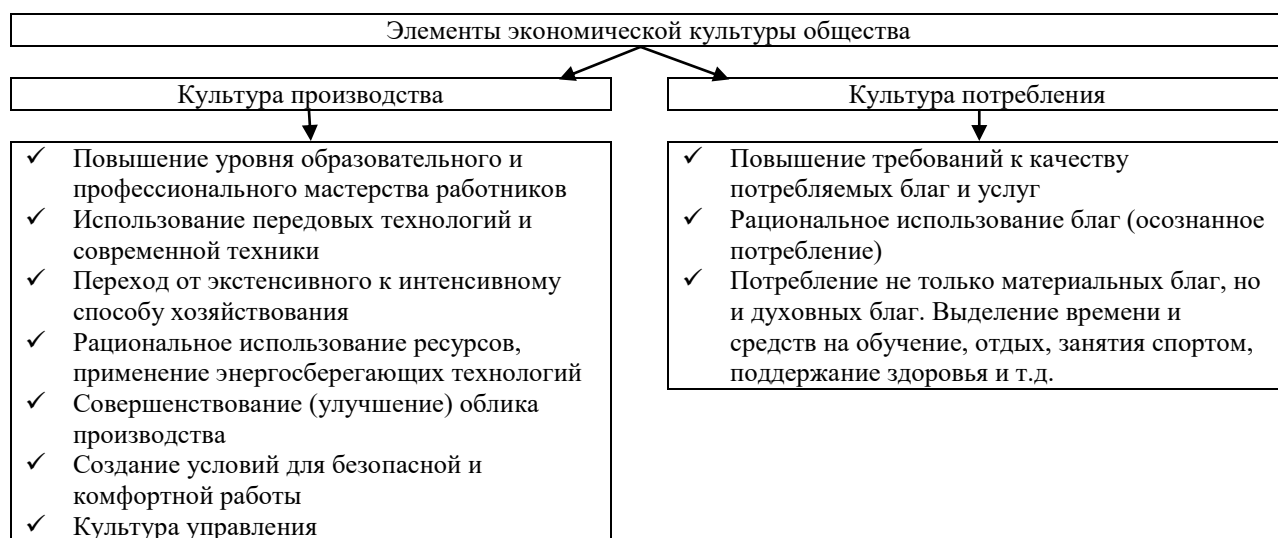 Элементы экономической культуры общества
Культура производства
Повышение уровня образовательного и
профессионального мастерства работников
Использование передовых технологий и
современной техники
Переход от экстенсивного к интенсивному
способу хозяйствования
Рациональное использование ресурсов,
применение энергосберегающих технологий
Совершенствование (улучшение) облика
производства
Создание условий для безопасной и
комфортной работы
Культура управления
Культура потребления
Повышение требований к качеству
потребляемых благ и услуг
Рациональное использование благ (осознанное
потребление)
Потребление не только материальных благ, но
и духовных благ. Выделение времени и
средств на обучение, отдых, занятия спортом,
поддержание здоровья и т.д.